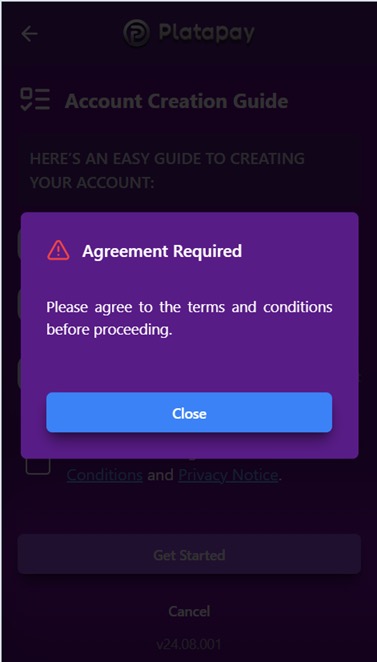 Platapay
Account Creation Guide
HERE'S AN EASY GUIDE TO CREATING
YOUR ACCOUNT:
Agreement Required
Please agree to the terms and conditions
before proceeding.
Close
Conditions and Privacy Notice.
Get Started
Cancel
v24.08.001